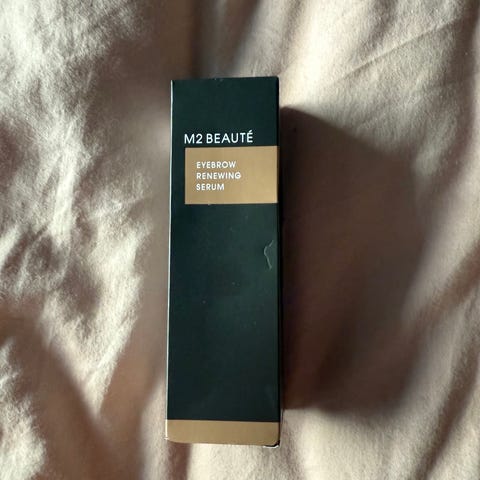 M2 BEAUTÉ
EYEBROW
RENEWING
SERUM